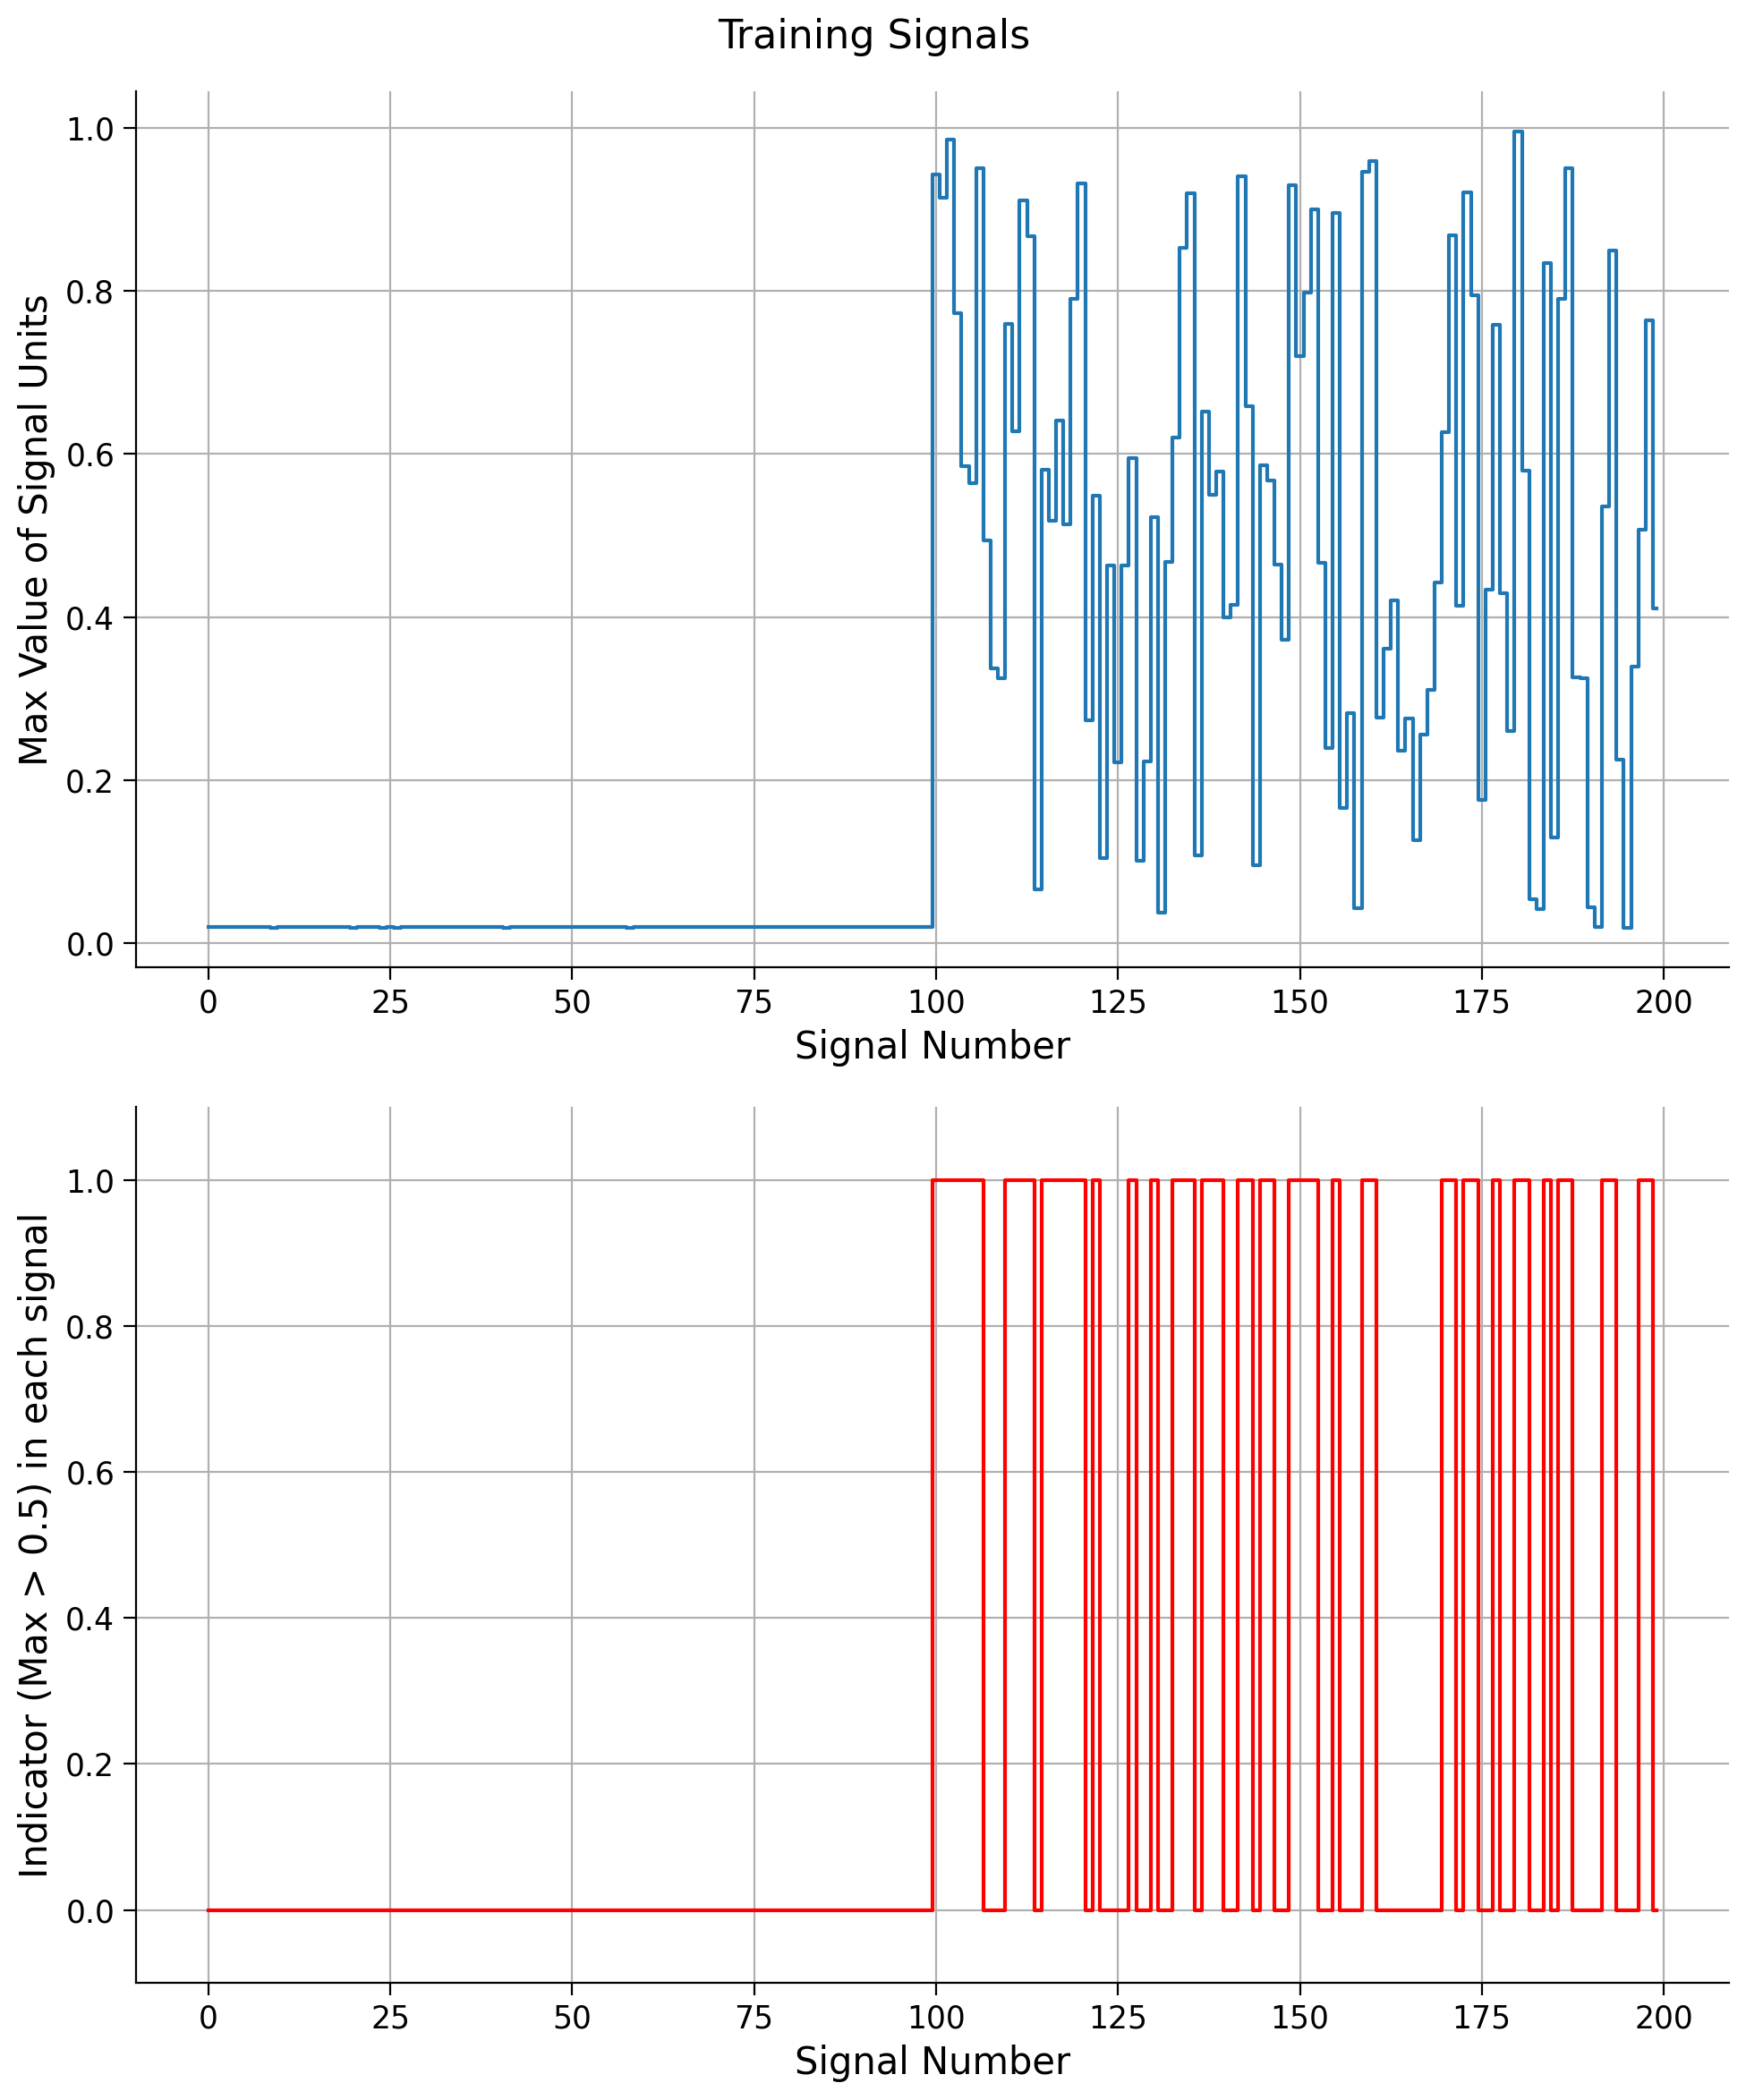 Training Signals
1.0
0.8
0.6
0.4
0.2
0.0
Max Value of Signal Units
0 25 50 75 100 125 150 175 200
Signal Number
1.0
0.8
0.6
0.4
0.2
0.0
Indicator (Max > 0.5) in each signal
0 25 50 75 100 125 150 175 200
Signal Number